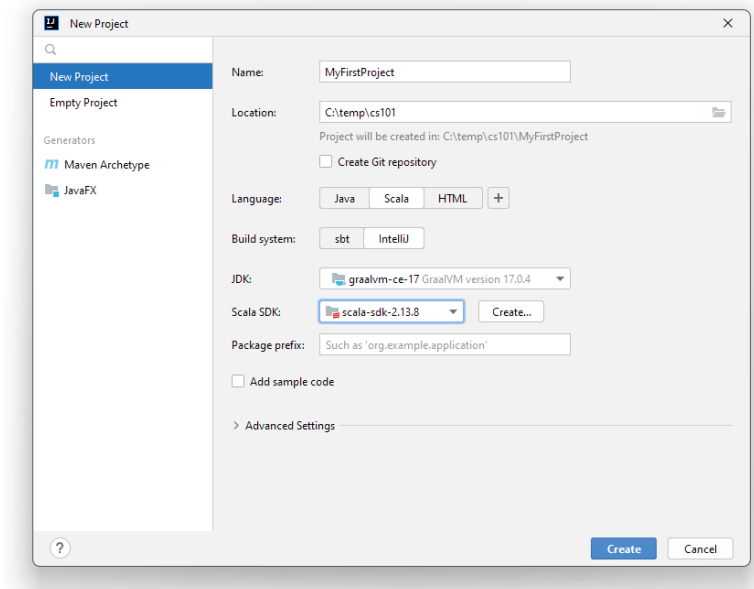 New Project
New Project
Empty Project
Generators
Maven Archetype
JavaFX
Name: MyFirstProject
Location: C:\temp\cs101
Project will be created in: C:\temp\cs101\MyFirstProject
Create Git repository
Language: Java Scala HTML +
Build system: sbt IntelliJ
JDK: graalvm-ce-17 GraalVM version 17.0.4
Scala SDK: scala-sdk-2.13.8 Create...
Package prefix: Such as 'org.example.application'
Add sample code
Advanced Settings
? Create Cancel